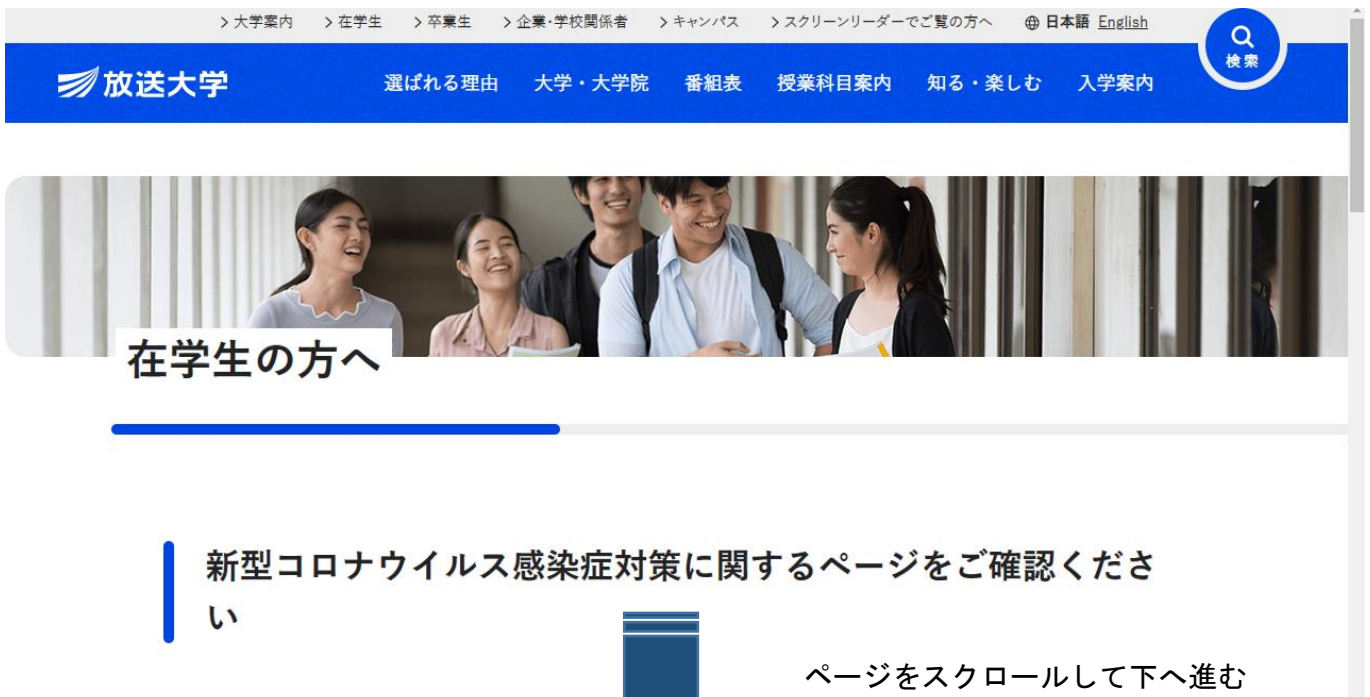 > 大学案内 > 在学生 > 卒業生 > 企業・学校関係者 > キャンパス > スクリーンリーダーでご覧の方へ 日本語 English
検索
放送大学 選ばれる理由 大学・大学院 番組表 授業科目案内 知る・楽しむ 入学案内
在学生の方へ
新型コロナウイルス感染症対策に関するページをご確認くださ
い
ページをスクロールして下へ進む